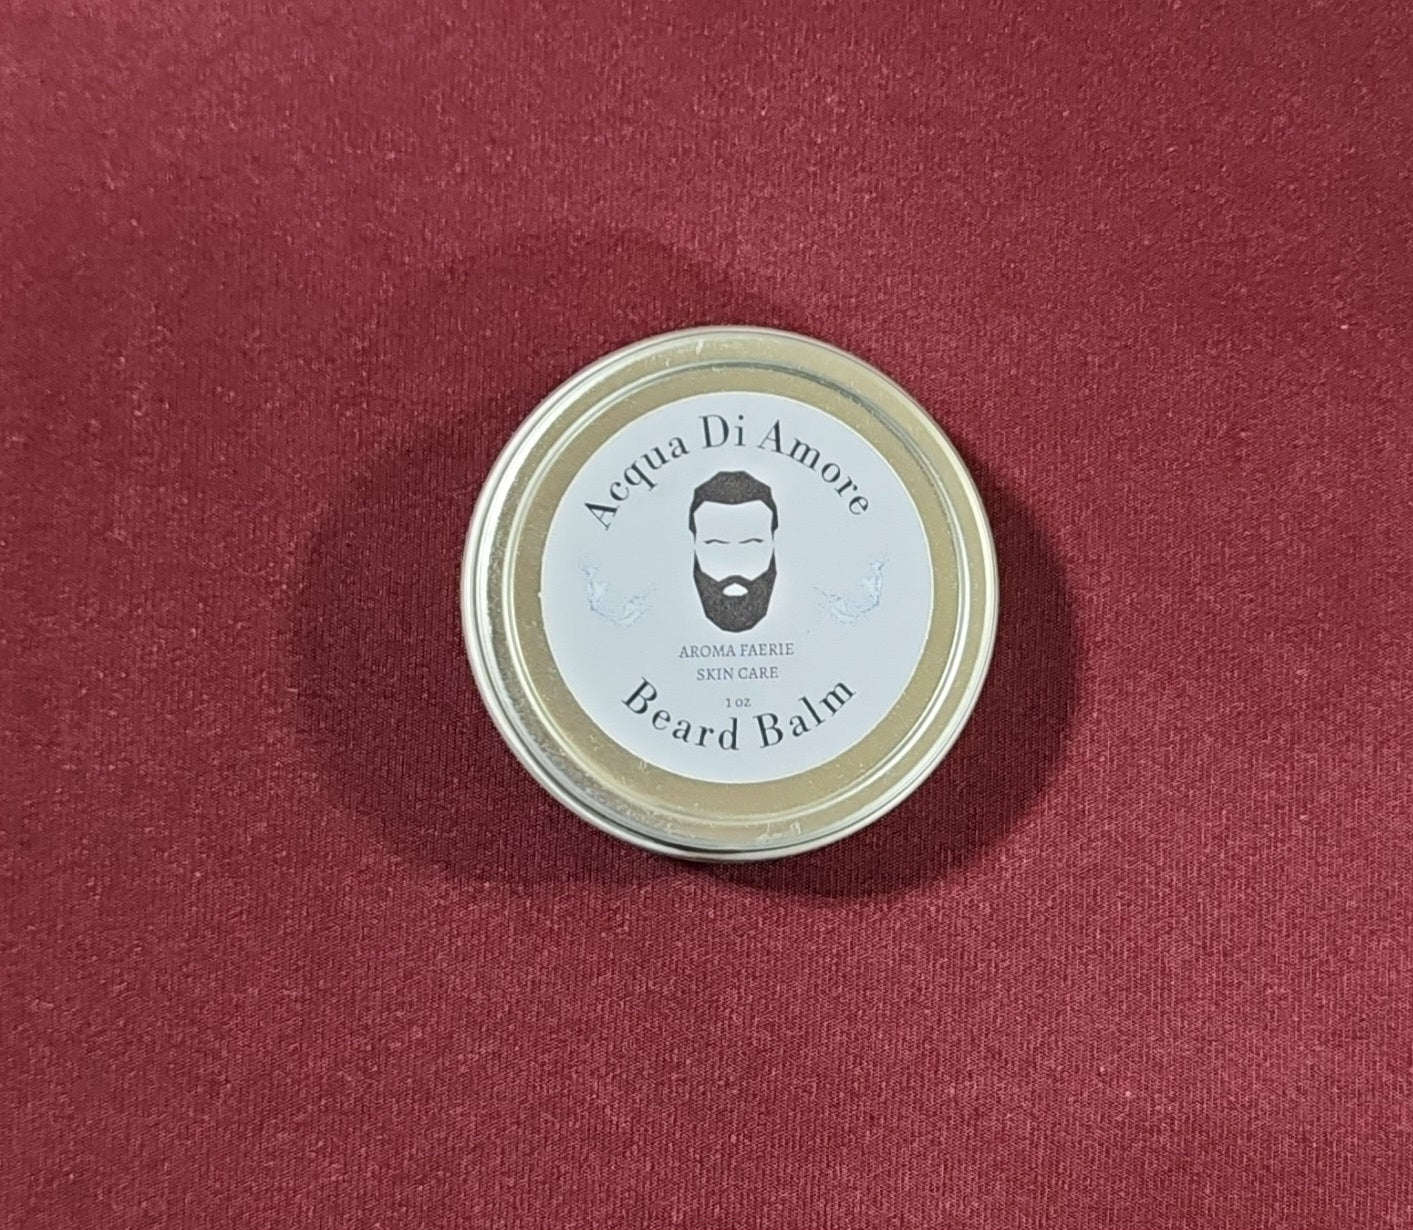 Acqua Di Amore
AROMA FAERIE
SKIN CARE
1 oz
Beard Balm